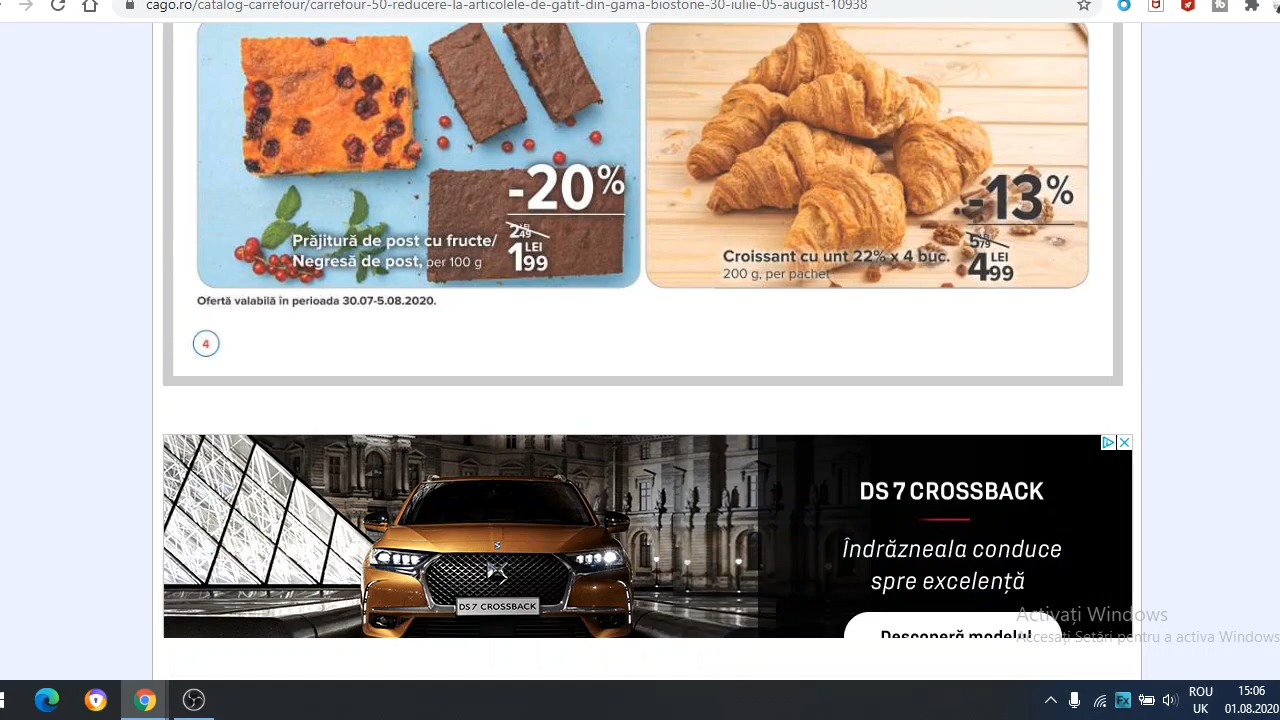 cago.ro/catalog-carrefour/carrefour-50-reducere-la-articolele-de-gatit-din-gama-biostone-30-iulie-05-august-10938
-20%
2 LEI 49
1 LEI 99
Prăjitură de post cu fructe/
Negresă de post, per 100 g
-13%
5 LEI 79
4 LEI 99
Croissant cu unt 22% x 4 buc.
200 g, per pachet
Ofertă valabilă în perioada 30.07-5.08.2020.
4
DS 7 CROSSBACK
Îndrăzneala conduce
spre excelență
Descoperă modelul
DS 7 CROSSBACK
Activați Windows
Accesați Setări pentru a activa Windows
Fx
ROU
UK
15:06
01.08.2020